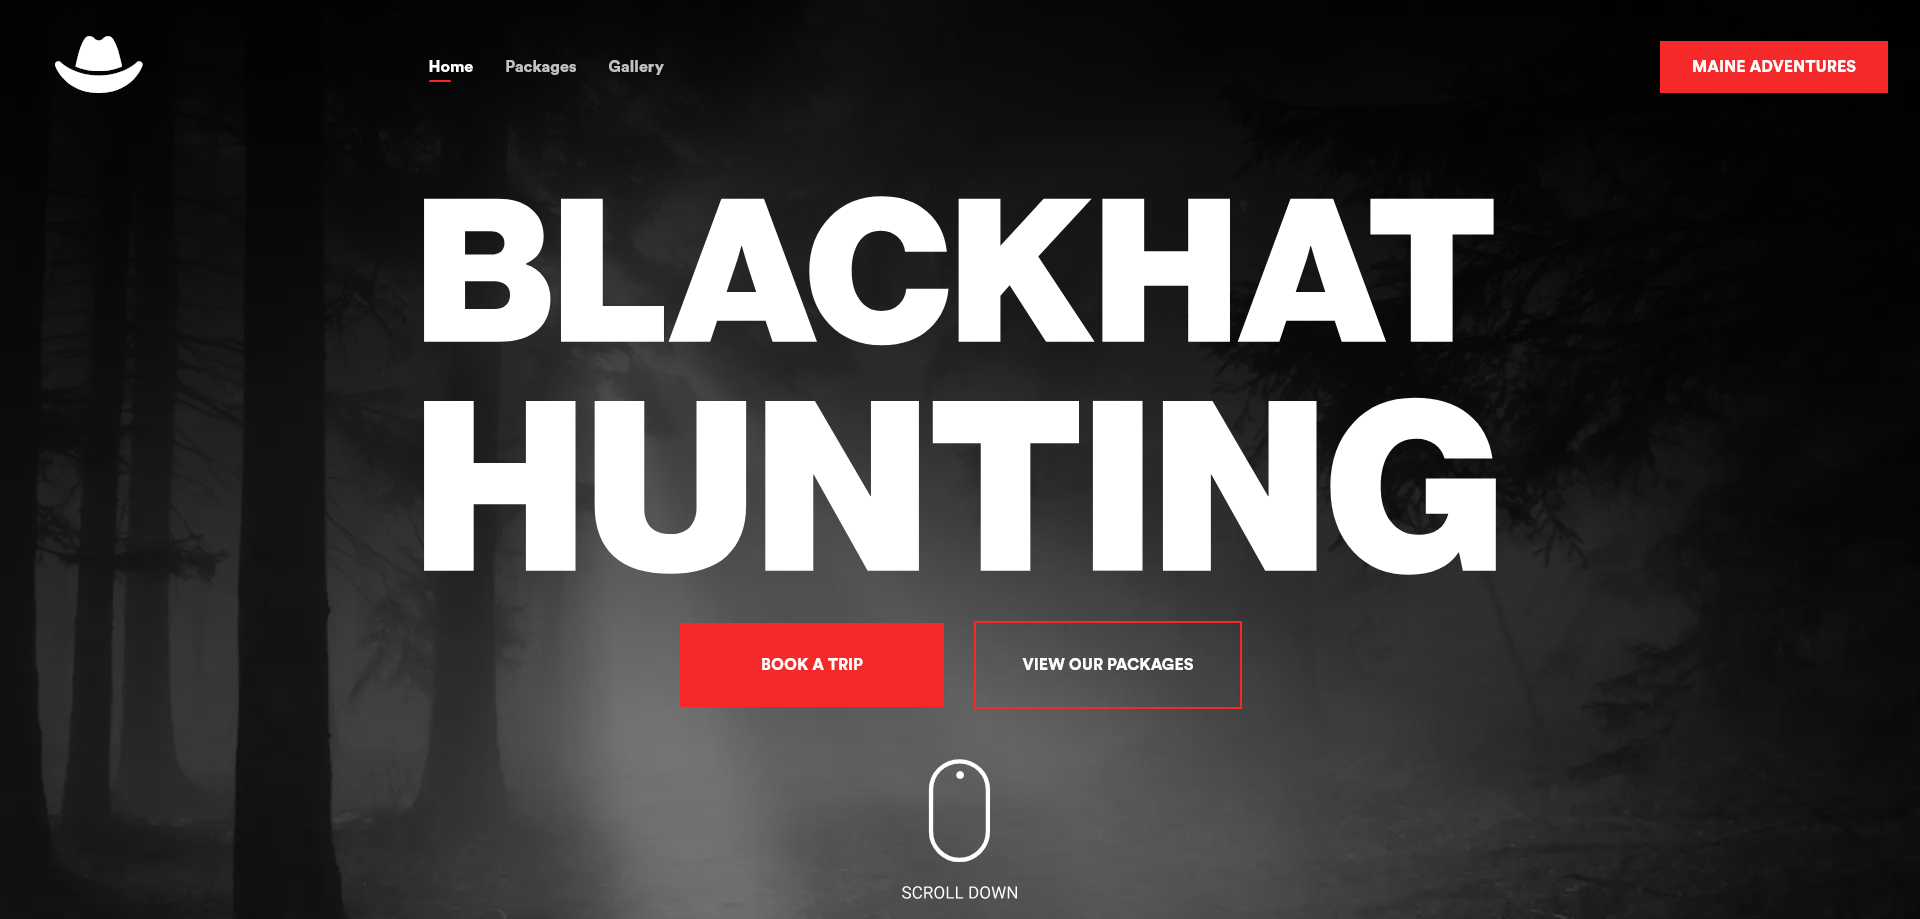 Home Packages Gallery
MAINE ADVENTURES
BLACKHAT
HUNTING
BOOK A TRIP
VIEW OUR PACKAGES
SCROLL DOWN